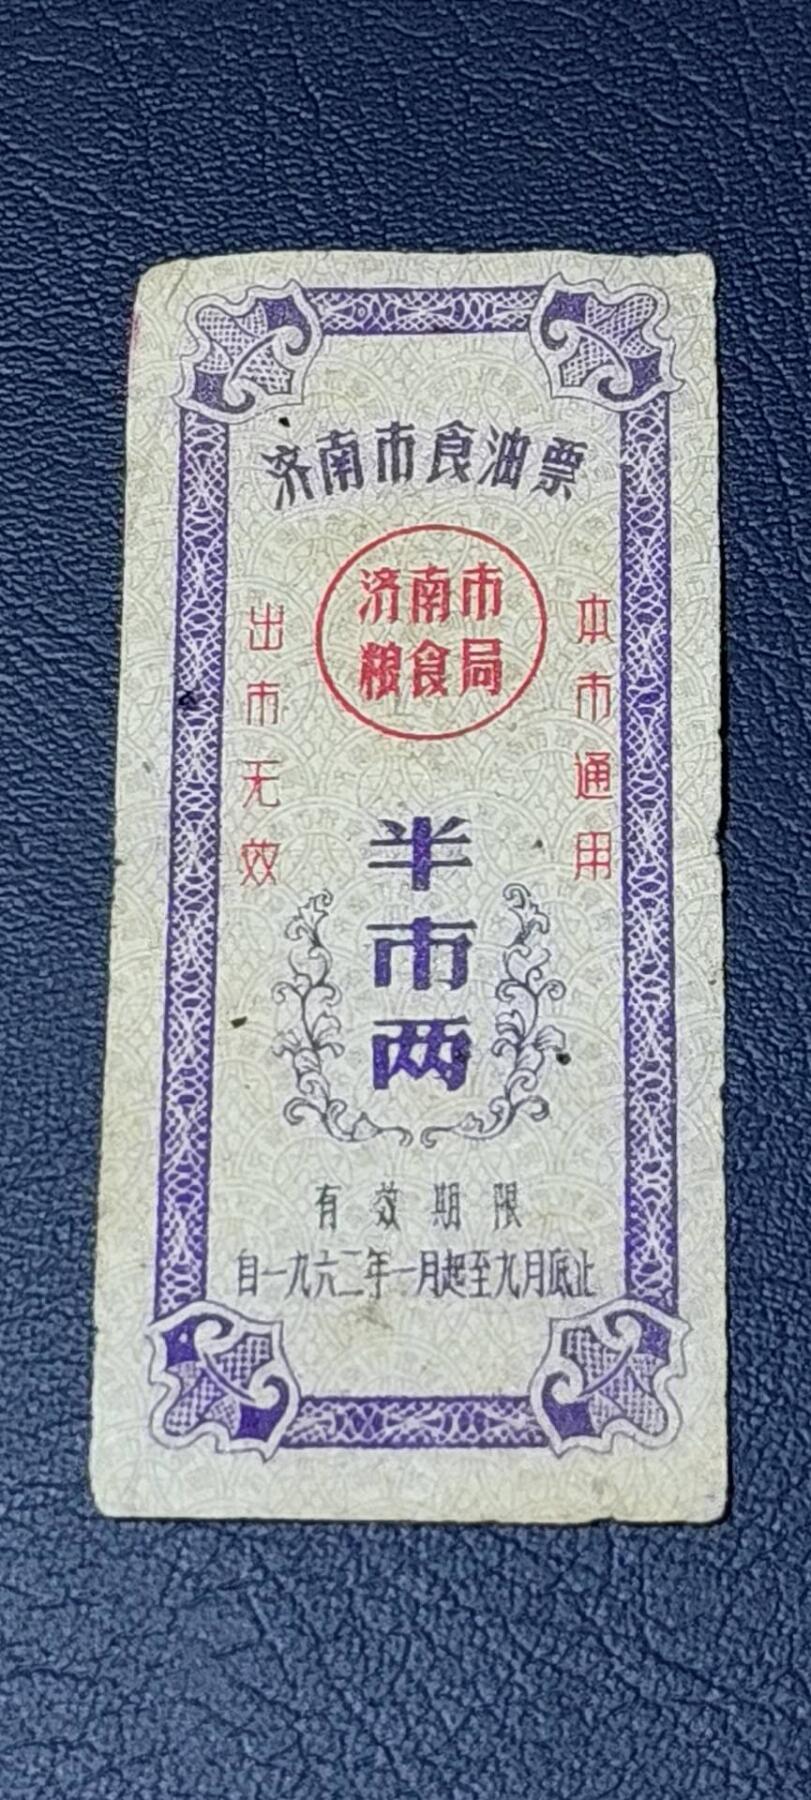 济南市食油票
济南市
粮食局
本市通用
出市无效
半市两
有效期限
自一九六二年一月起至九月底止